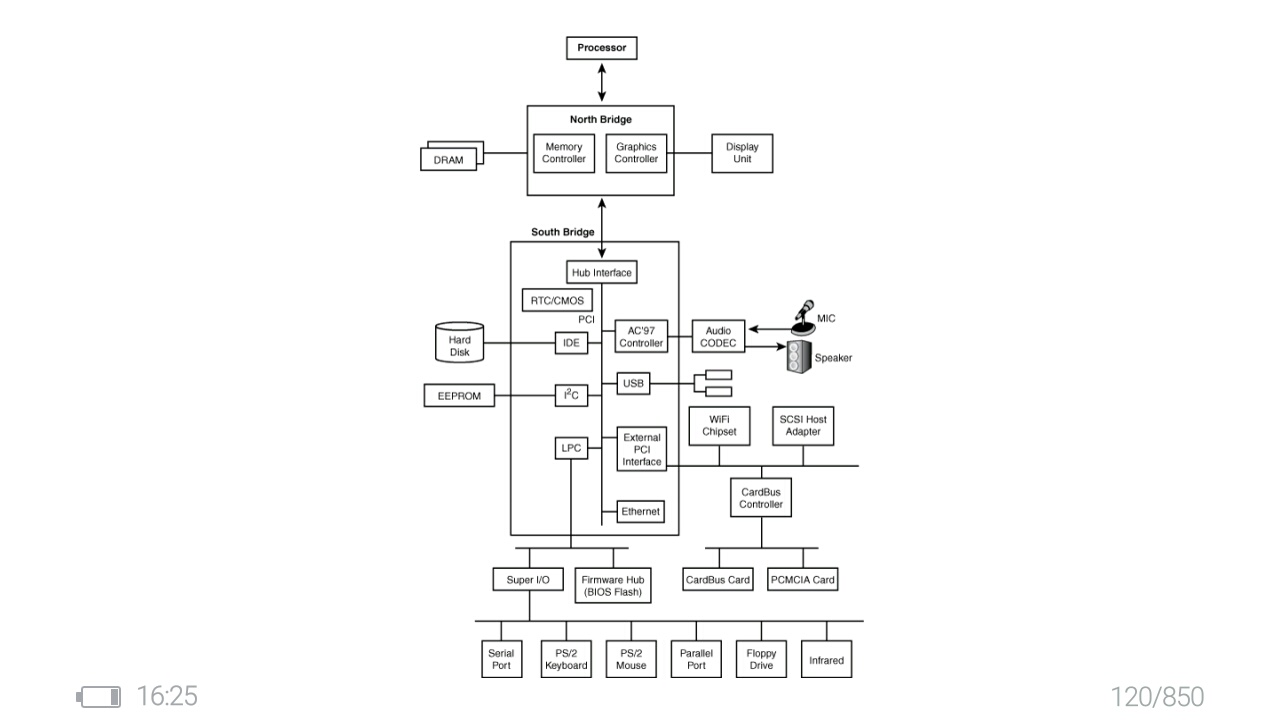 Processor
North Bridge
Memory
Controller
Graphics
Controller
DRAM
Display
Unit
South Bridge
Hub Interface
RTC/CMOS
PCI
Hard
Disk
IDE
AC'97
Controller
Audio
CODEC
MIC
Speaker
EEPROM
I²C
USB
WiFi
Chipset
SCSI Host
Adapter
LPC
External
PCI
Interface
CardBus
Controller
Ethernet
Super I/O
Firmware Hub
(BIOS Flash)
CardBus Card
PCMCIA Card
Serial
Port
PS/2
Keyboard
PS/2
Mouse
Parallel
Port
Floppy
Drive
Infrared
16:25
120/850